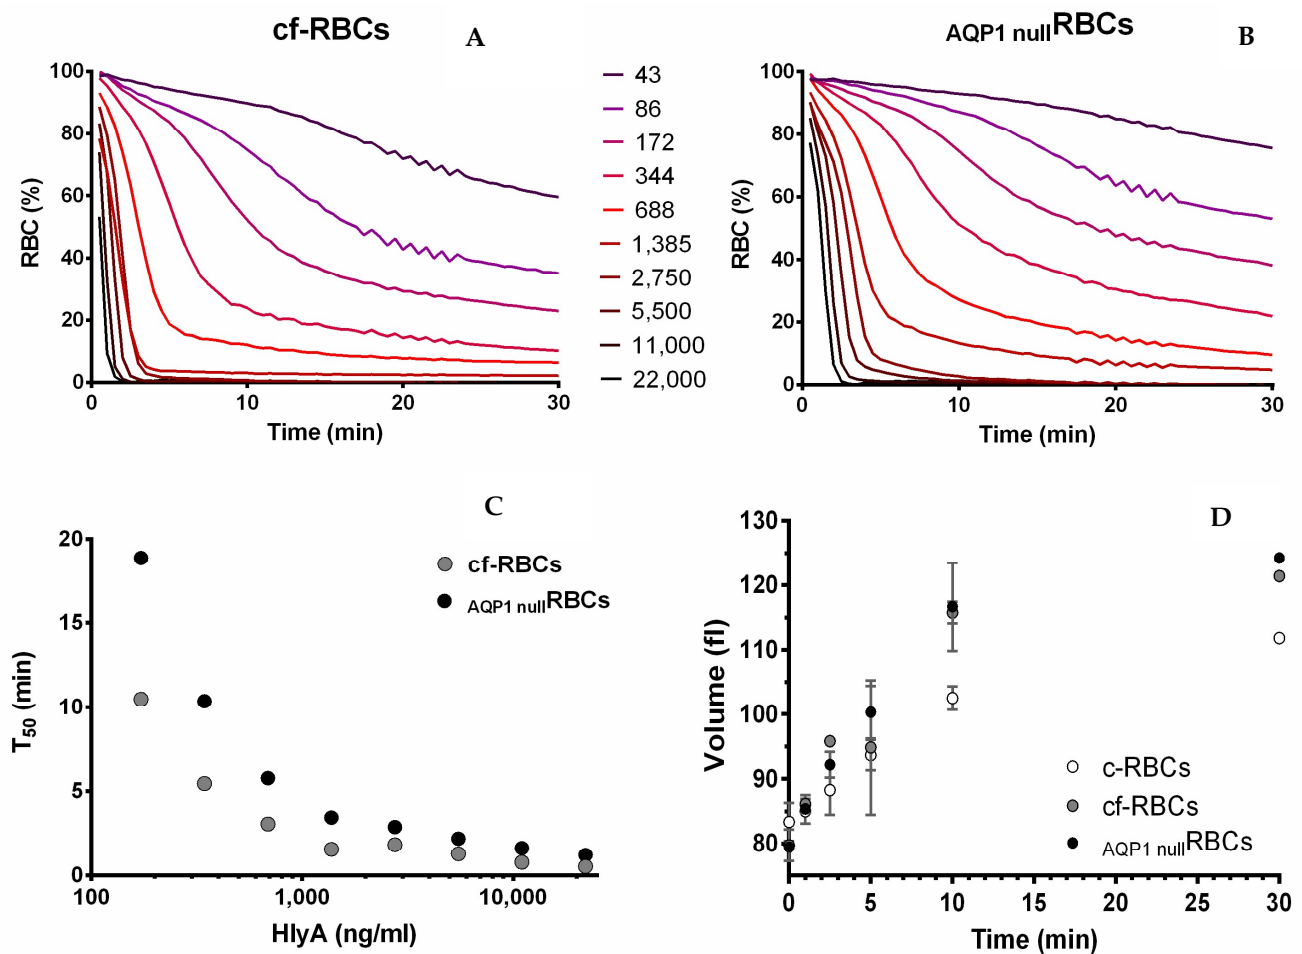 cf-RBCs
A
100
80
60
40
20
0
RBC (%)
0
10
20
30
Time (min)
43
86
172
344
688
1,385
2,750
5,500
11,000
22,000
AQP1 nullRBCs
B
100
80
60
40
20
0
RBC (%)
0
10
20
30
Time (min)
C
20
15
10
5
0
T50 (min)
100
1,000
10,000
HlyA (ng/ml)
cf-RBCs
AQP1 nullRBCs
D
130
120
110
100
90
80
Volume (fl)
0
5
10
15
20
25
30
Time (min)
c-RBCs
cf-RBCs
AQP1 nullRBCs